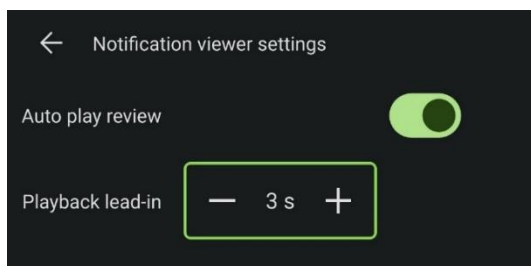 Notification viewer settings
Auto play review
Playback lead-in
3 s